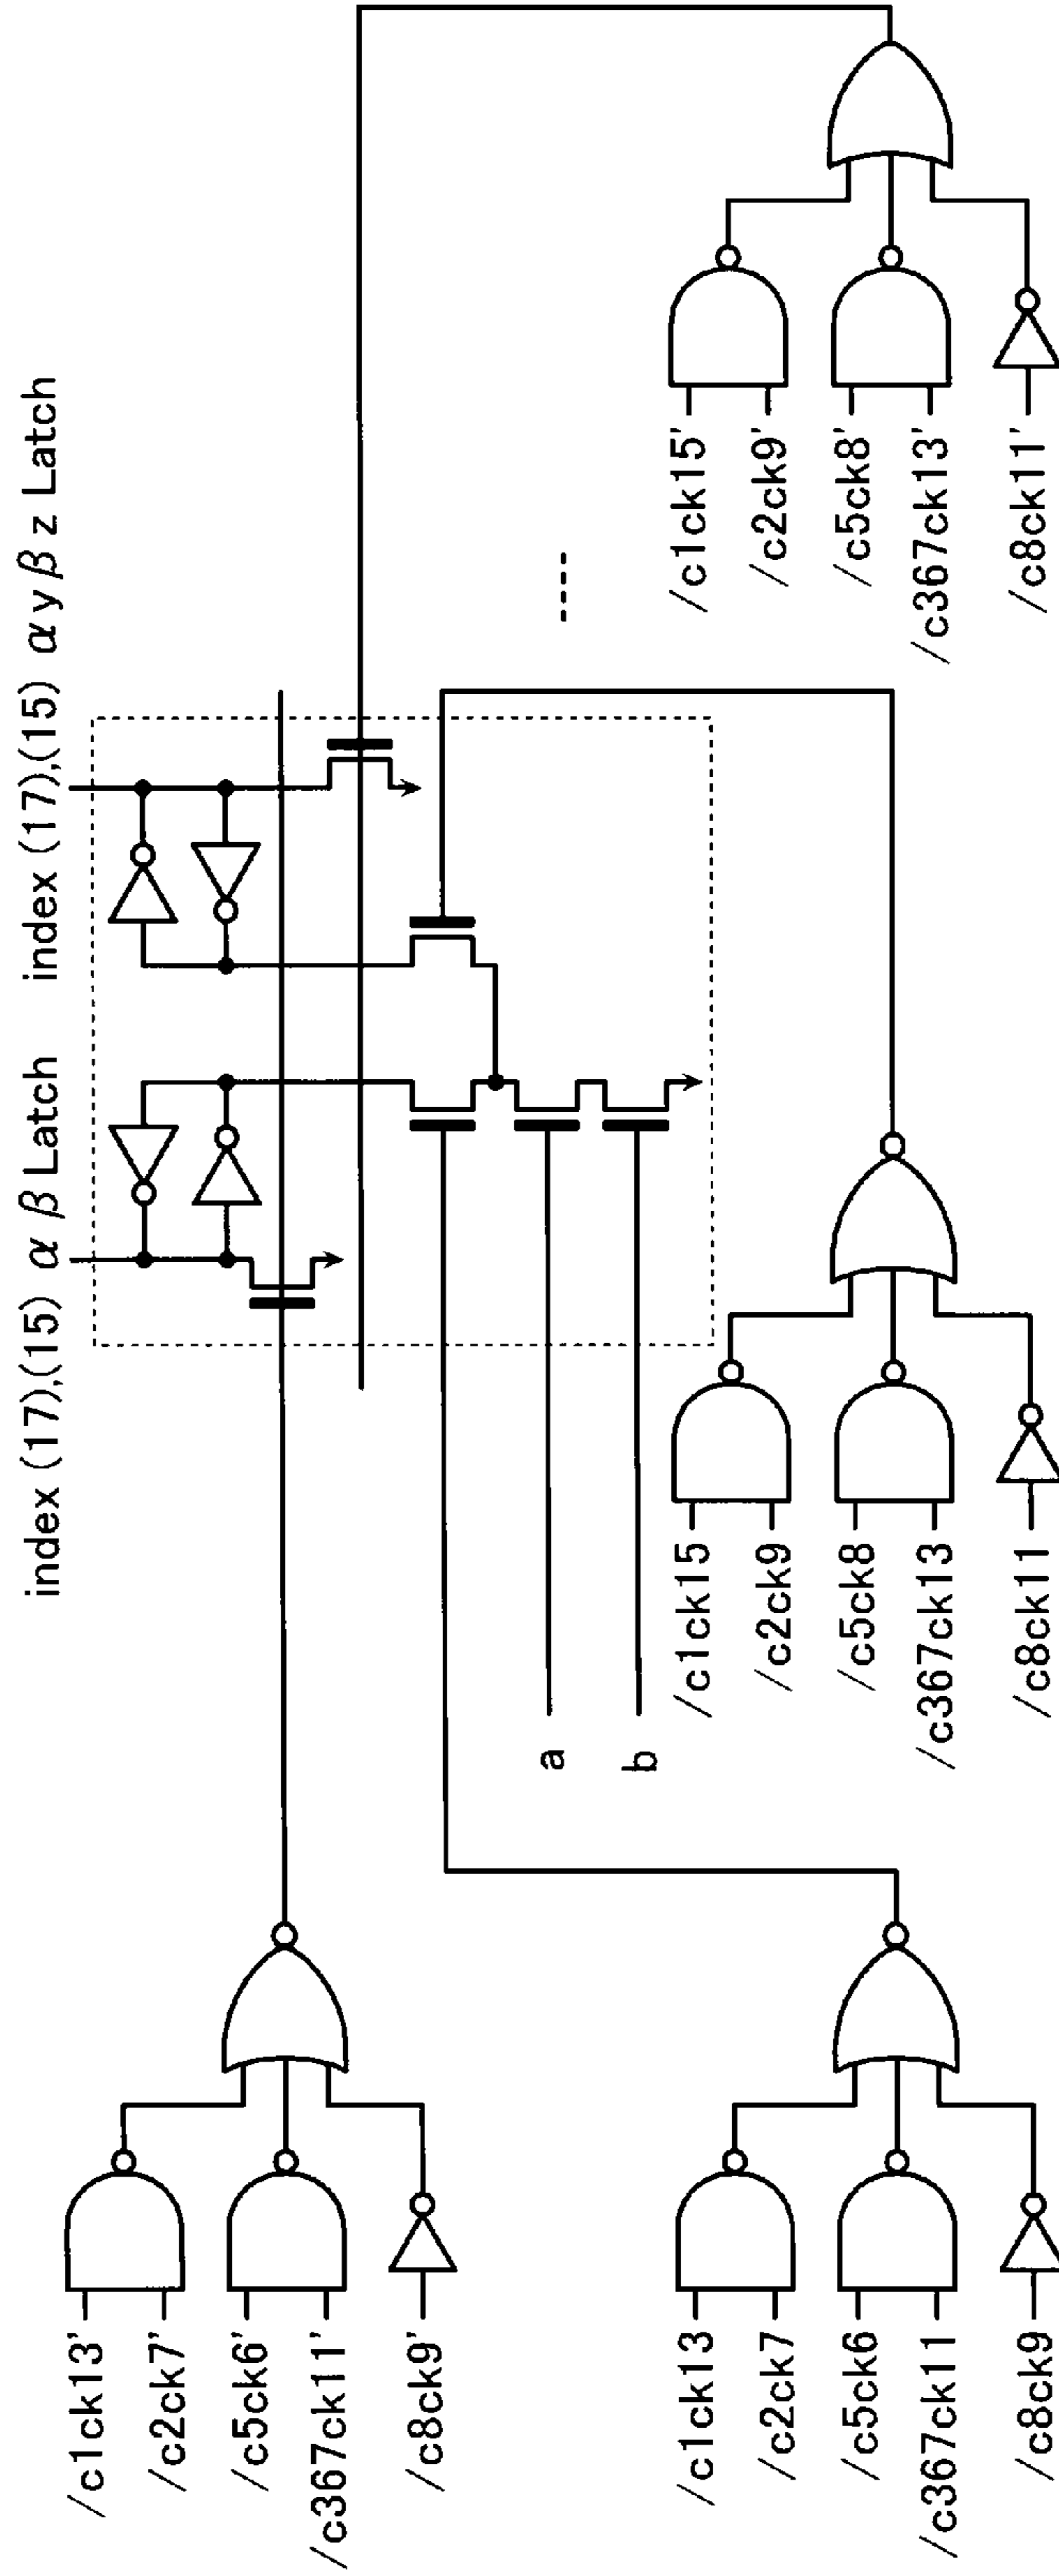 index (17),(15) α β Latch
index (17),(15) α y β z Latch
/c1ck13'
/c2ck7'
/c5ck6'
/c367ck11'
/c8ck9'
/c1ck13
/c2ck7
/c5ck6
/c367ck11
/c8ck9
a
b
/c1ck15
/c2ck9
/c5ck8
/c367ck13
/c8ck11
/c1ck15'
/c2ck9'
/c5ck8'
/c367ck13'
/c8ck11'